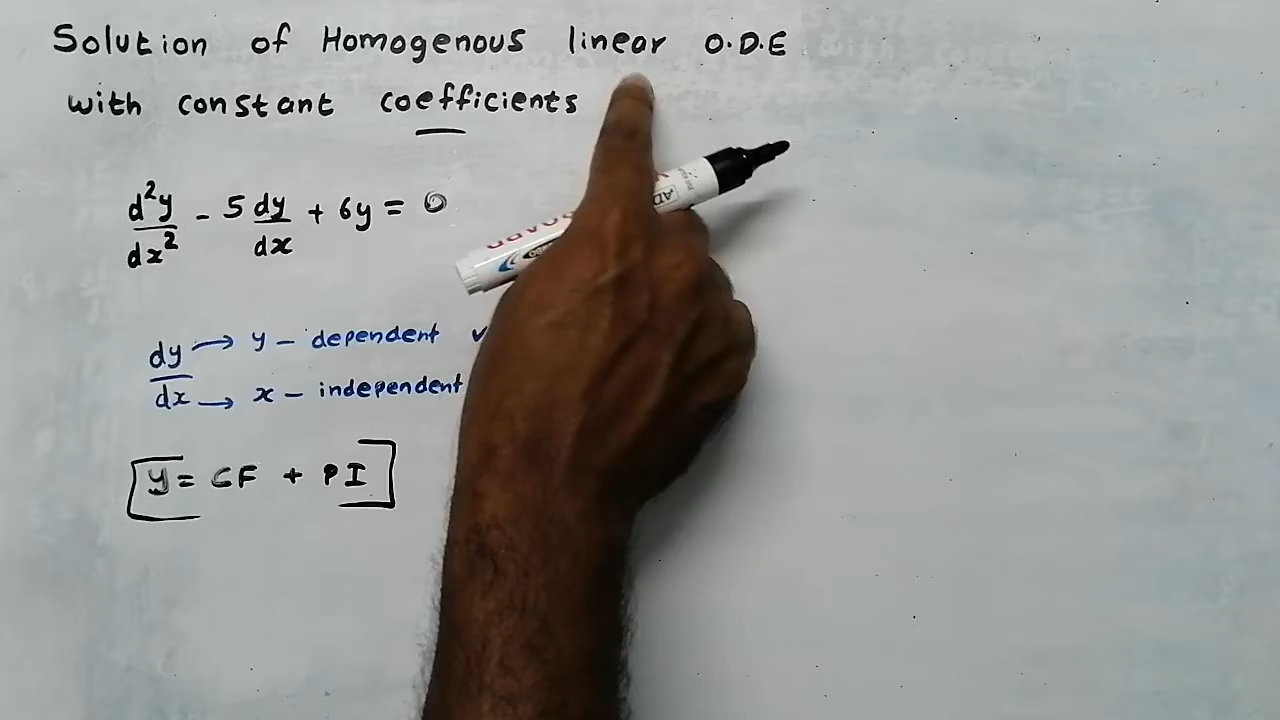 Solution of Homogenous linear O.D.E
with constant coefficients
d²y/dx² - 5 dy/dx + 6y = 0
dy → y - dependent ✓
dx → x - independent
y = CF + PI